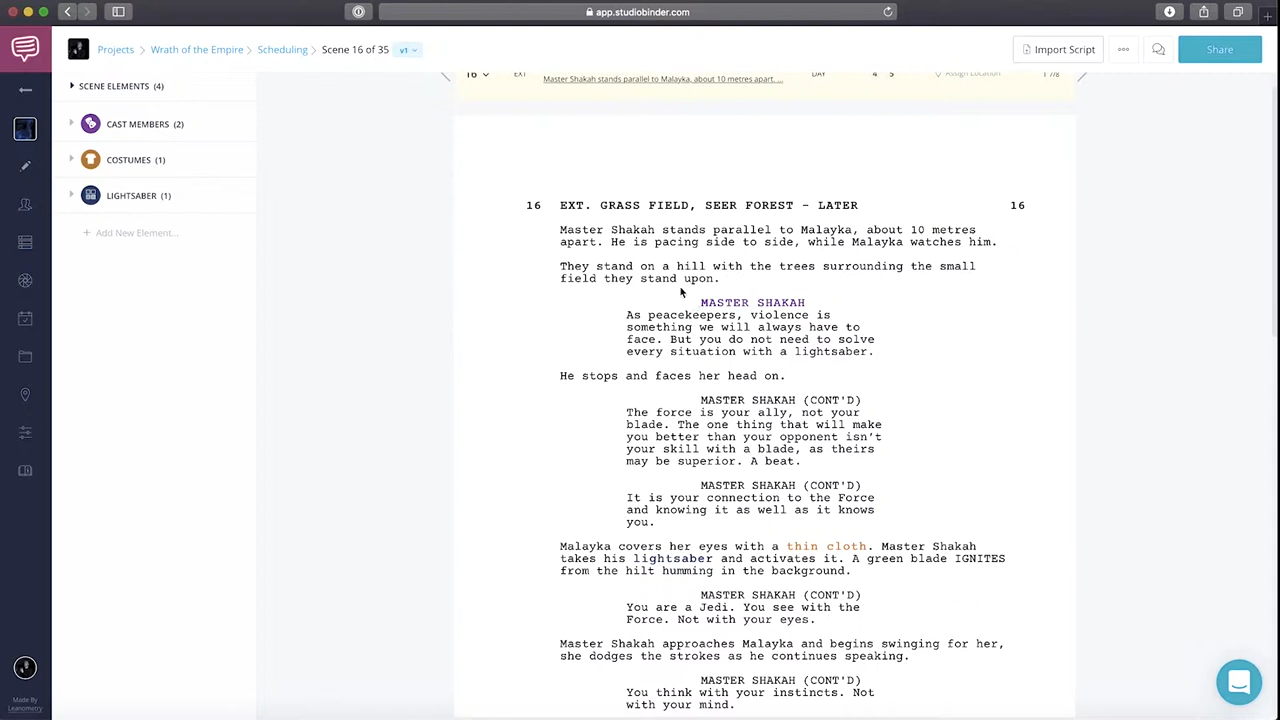 app.studiobinder.com
Projects > Wrath of the Empire > Scheduling > Scene 16 of 35 v1
Import Script
Share
SCENE ELEMENTS (4)
CAST MEMBERS (2)
COSTUMES (1)
LIGHTSABER (1)
+ Add New Element...
16 EXT Master Shakah stands parallel to Malayka, about 10 metres apart. ... DAY 4 5 Assign Location 1 7/8
16 EXT. GRASS FIELD, SEER FOREST - LATER 16
Master Shakah stands parallel to Malayka, about 10 metres
apart. He is pacing side to side, while Malayka watches him.
They stand on a hill with the trees surrounding the small
field they stand upon.
MASTER SHAKAH
As peacekeepers, violence is
something we will always have to
face. But you do not need to solve
every situation with a lightsaber.
He stops and faces her head on.
MASTER SHAKAH (CONT'D)
The force is your ally, not your
blade. The one thing that will make
you better than your opponent isn't
your skill with a blade, as theirs
may be superior. A beat.
MASTER SHAKAH (CONT'D)
It is your connection to the Force
and knowing it as well as it knows
you.
Malayka covers her eyes with a thin cloth. Master Shakah
takes his lightsaber and activates it. A green blade IGNITES
from the hilt humming in the background.
MASTER SHAKAH (CONT'D)
You are a Jedi. You see with the
Force. Not with your eyes.
Master Shakah approaches Malayka and begins swinging for her,
she dodges the strokes as he continues speaking.
MASTER SHAKAH (CONT'D)
You think with your instincts. Not
with your mind.
Made By
Leanometry